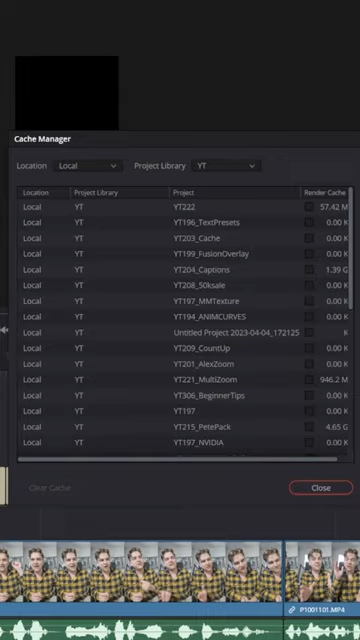 Cache Manager
Location Local Project Library YT
Location Project Library Project Render Cache
Local YT YT222 57.42 M
Local YT YT196_TextPresets 0.00 K
Local YT YT203_Cache 0.00 K
Local YT YT199_FusionOverlay 0.00 K
Local YT YT204_Captions 1.39 G
Local YT YT208_50ksale 0.00 K
Local YT YT197_MMTexture 0.00 K
Local YT YT194_ANIMCURVES 0.00 K
Local YT Untitled Project 2023-04-04_172125 K
Local YT YT209_CountUp 0.00 K
Local YT YT201_AlexZoom 0.00 K
Local YT YT221_MultiZoom 946.2 M
Local YT YT306_BeginnerTips 0.00 K
Local YT YT197 0.00 K
Local YT YT215_PetePack 4.65 G
Local YT YT197_NVIDIA 0.00 K
Clear Cache Close
P1001101.MP4